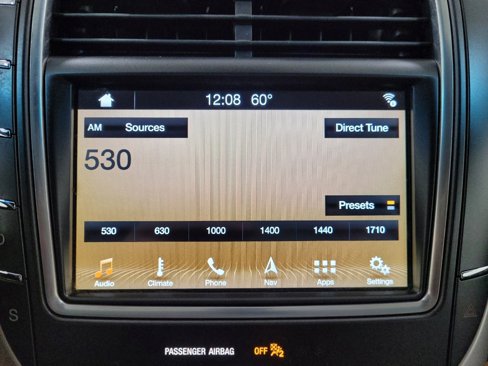 12:08 60°
AM Sources
Direct Tune
530
Presets
530 630 1000 1400 1440 1710
Audio Climate Phone Nav Apps Settings
D
S
PASSENGER AIRBAG OFF 2